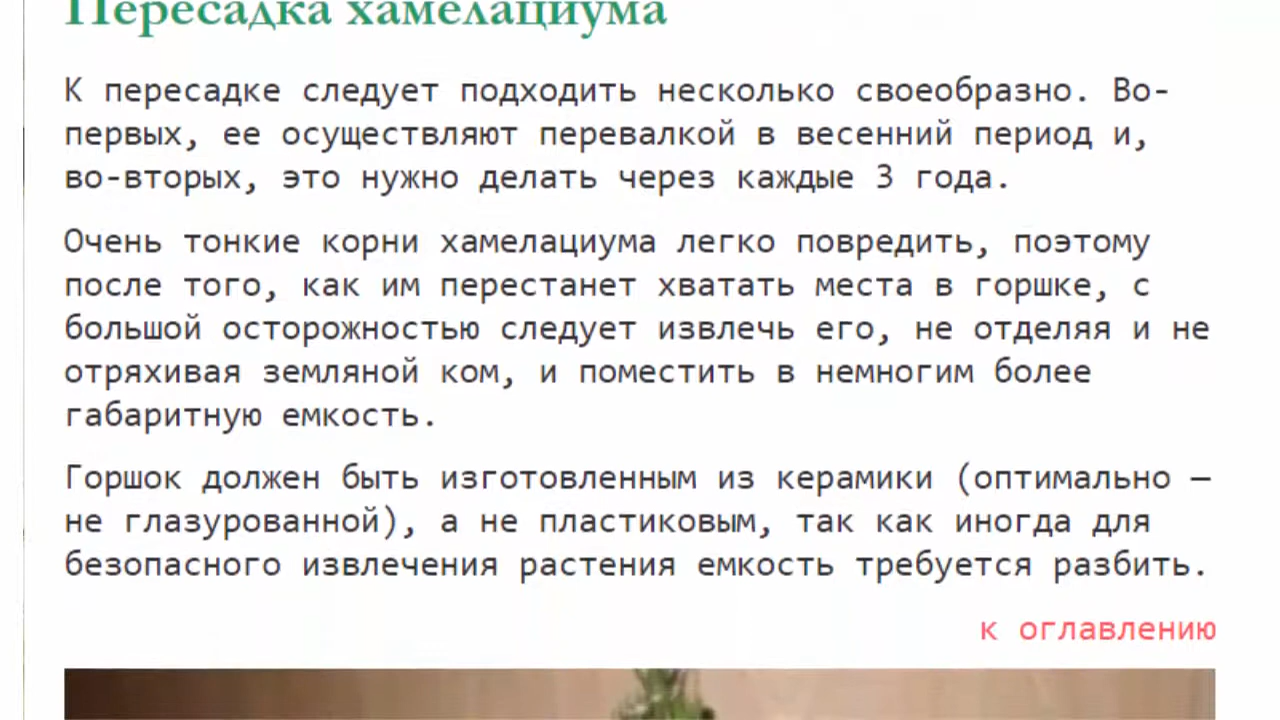 Пересадка хамелациума
К пересадке следует подходить несколько своеобразно. Во-
первых, ее осуществляют перевалкой в весенний период и,
во-вторых, это нужно делать через каждые 3 года.
Очень тонкие корни хамелациума легко повредить, поэтому
после того, как им перестанет хватать места в горшке, с
большой осторожностью следует извлечь его, не отделяя и не
отряхивая земляной ком, и поместить в немногим более
габаритную емкость.
Горшок должен быть изготовленным из керамики (оптимально —
не глазурованной), а не пластиковым, так как иногда для
безопасного извлечения растения емкость требуется разбить.
к оглавлению